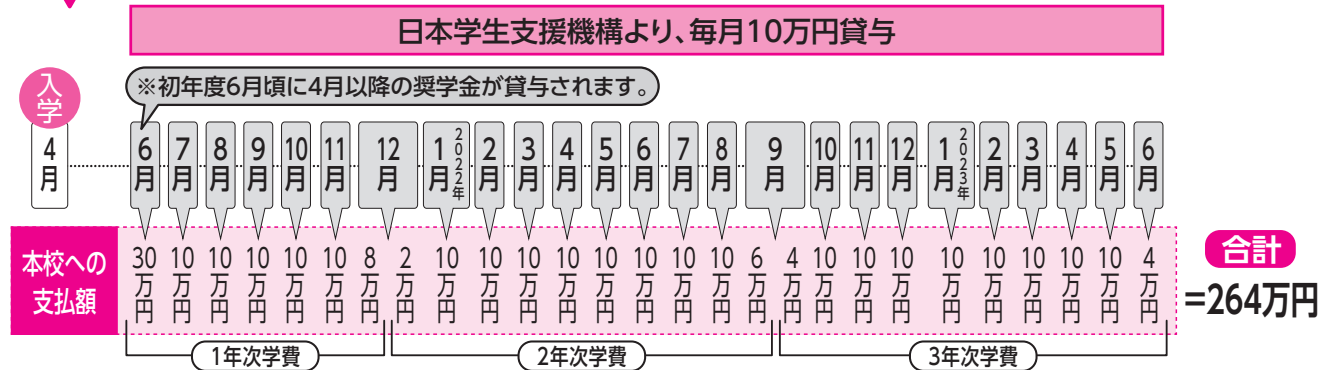 日本学生支援機構より、毎月10万円貸与
※初年度6月頃に4月以降の奨学金が貸与されます。
入学
4月 6月 7月 8月 9月 10月 11月 12月 1月 2022年 2月 3月 4月 5月 6月 7月 8月 9月 10月 11月 12月 1月 2023年 2月 3月 4月 5月 6月
本校への
支払額
30万円 10万円 10万円 10万円 10万円 10万円 8万円 2万円 10万円 10万円 10万円 10万円 10万円 10万円 10万円 10万円 6万円 4万円 10万円 10万円 10万円 10万円 10万円 10万円 10万円 10万円 4万円
合計
=264万円
1年次学費 2年次学費 3年次学費